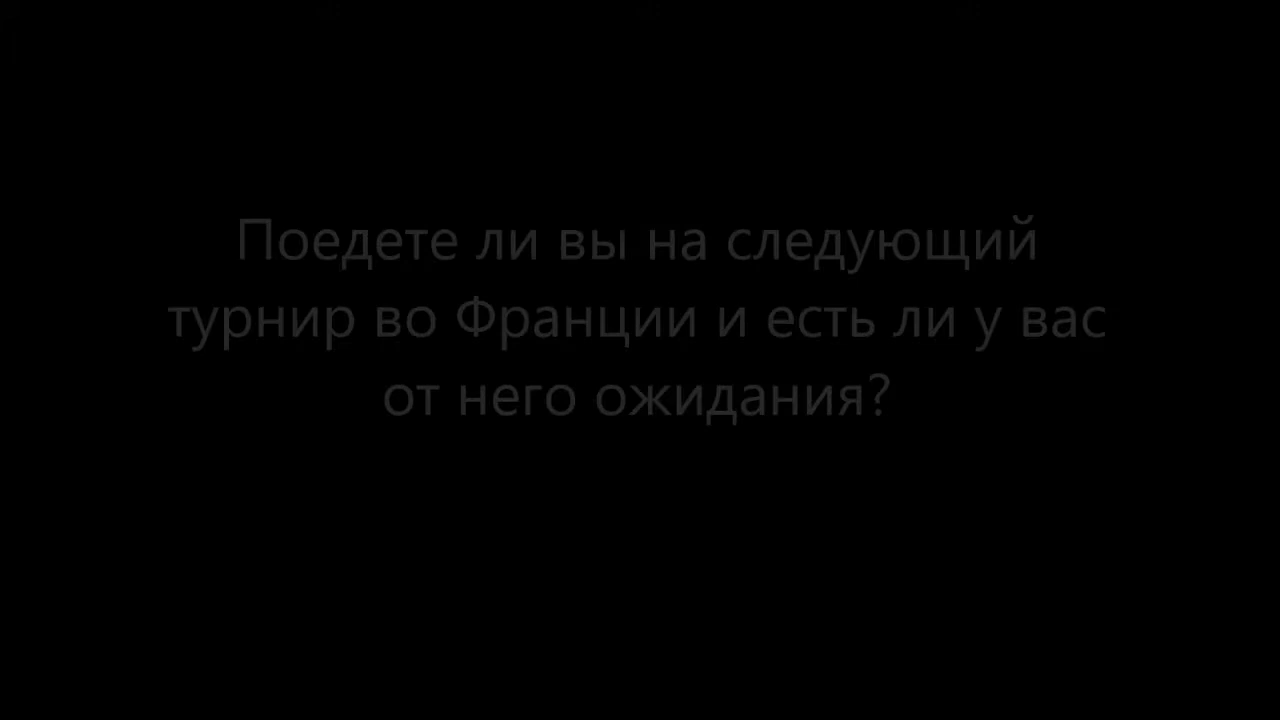 Поедете ли вы на следующий
турнир во Франции и есть ли у вас
от него ожидания?